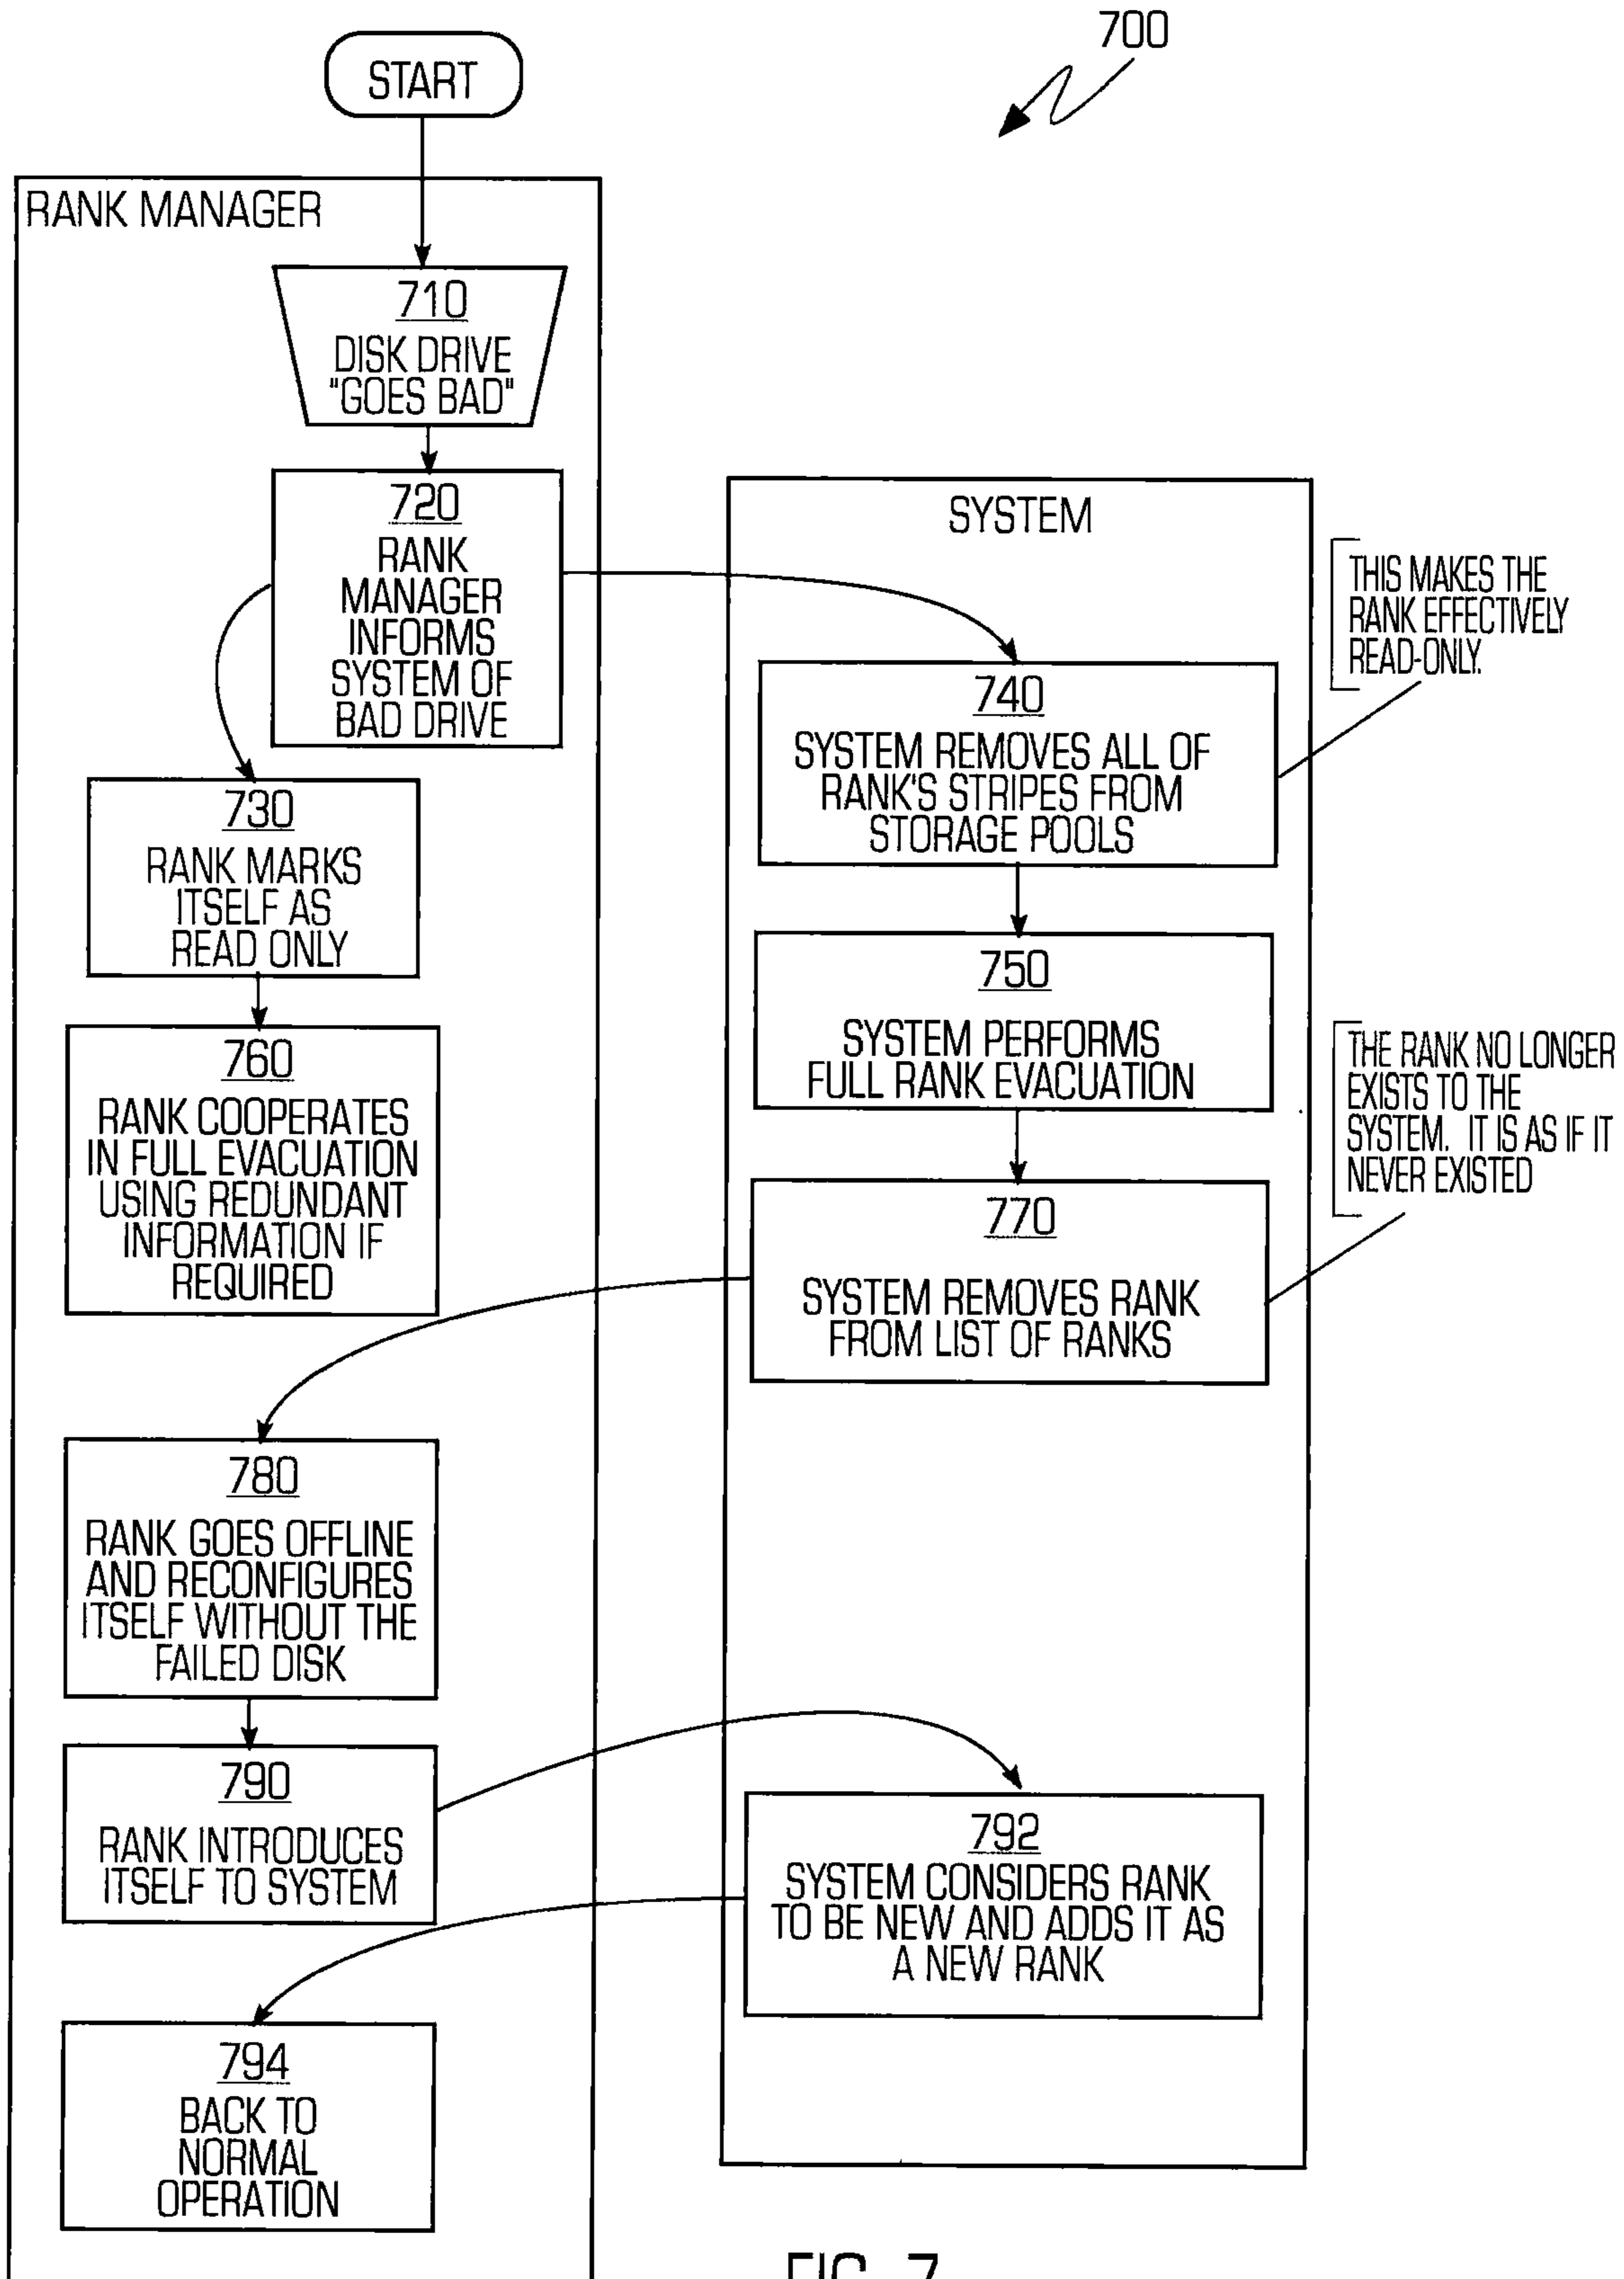 700
START
RANK MANAGER
710
DISK DRIVE
"GOES BAD"
720
RANK
MANAGER
INFORMS
SYSTEM OF
BAD DRIVE
SYSTEM
THIS MAKES THE
RANK EFFECTIVELY
READ-ONLY.
730
RANK MARKS
ITSELF AS
READ ONLY
740
SYSTEM REMOVES ALL OF
RANK'S STRIPES FROM
STORAGE POOLS
750
SYSTEM PERFORMS
FULL RANK EVACUATION
760
RANK COOPERATES
IN FULL EVACUATION
USING REDUNDANT
INFORMATION IF
REQUIRED
THE RANK NO LONGER
EXISTS TO THE
SYSTEM. IT IS AS IF IT
NEVER EXISTED
770
SYSTEM REMOVES RANK
FROM LIST OF RANKS
780
RANK GOES OFFLINE
AND RECONFIGURES
ITSELF WITHOUT THE
FAILED DISK
790
RANK INTRODUCES
ITSELF TO SYSTEM
792
SYSTEM CONSIDERS RANK
TO BE NEW AND ADDS IT AS
A NEW RANK
794
BACK TO
NORMAL
OPERATION
FIG. 7